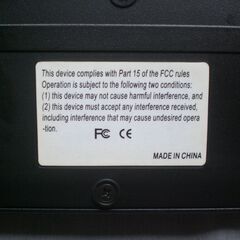 This device complies with Part 15 of the FCC rules
Operation is subject to the following two conditions:
(1) this device may not cause harmful interference, and
(2) this device must accept any interference received,
including interference that may cause undesired opera
-tion.
FC CE
MADE IN CHINA